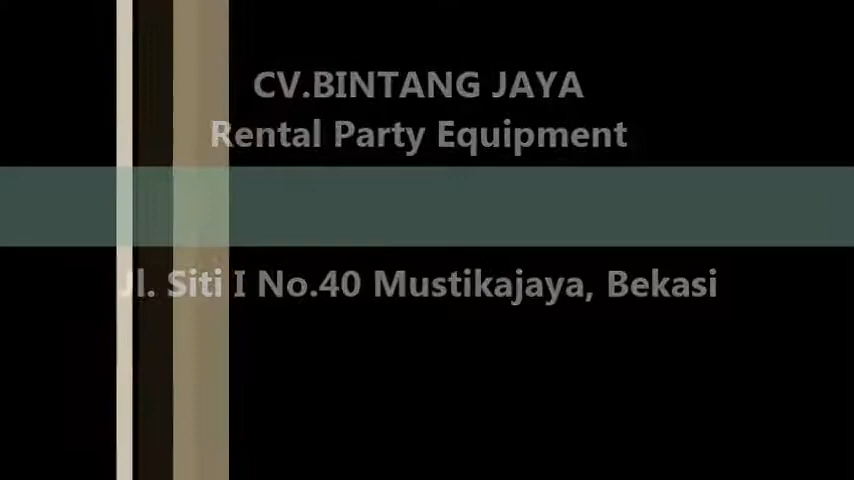 CV.BINTANG JAYA
Rental Party Equipment
Jl. Siti I No.40 Mustikajaya, Bekasi